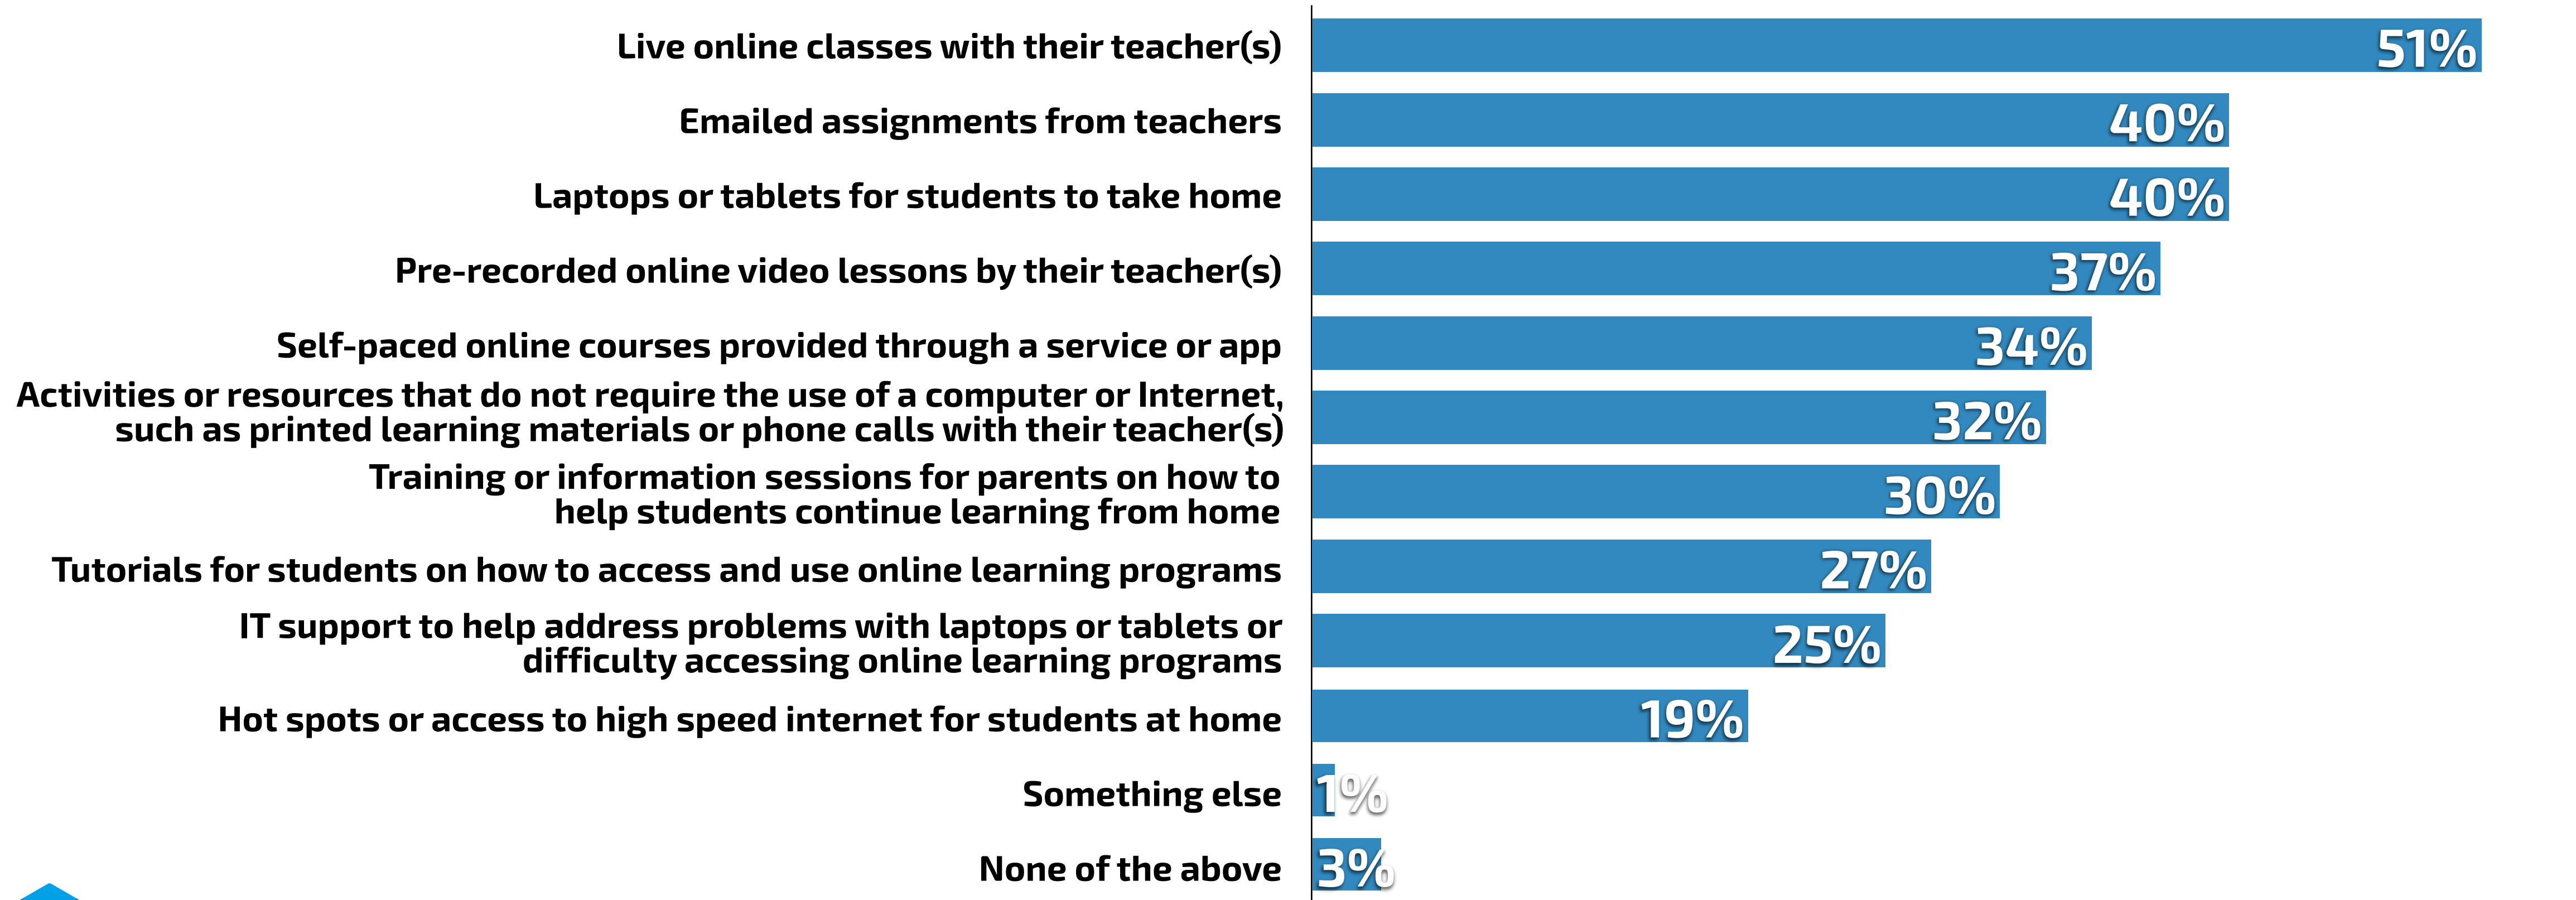 Live online classes with their teacher(s)
51%
Emailed assignments from teachers
40%
Laptops or tablets for students to take home
40%
Pre-recorded online video lessons by their teacher(s)
37%
Self-paced online courses provided through a service or app
34%
Activities or resources that do not require the use of a computer or Internet,
such as printed learning materials or phone calls with their teacher(s)
32%
Training or information sessions for parents on how to
help students continue learning from home
30%
Tutorials for students on how to access and use online learning programs
27%
IT support to help address problems with laptops or tablets or
difficulty accessing online learning programs
25%
Hot spots or access to high speed internet for students at home
19%
Something else
1%
None of the above
3%